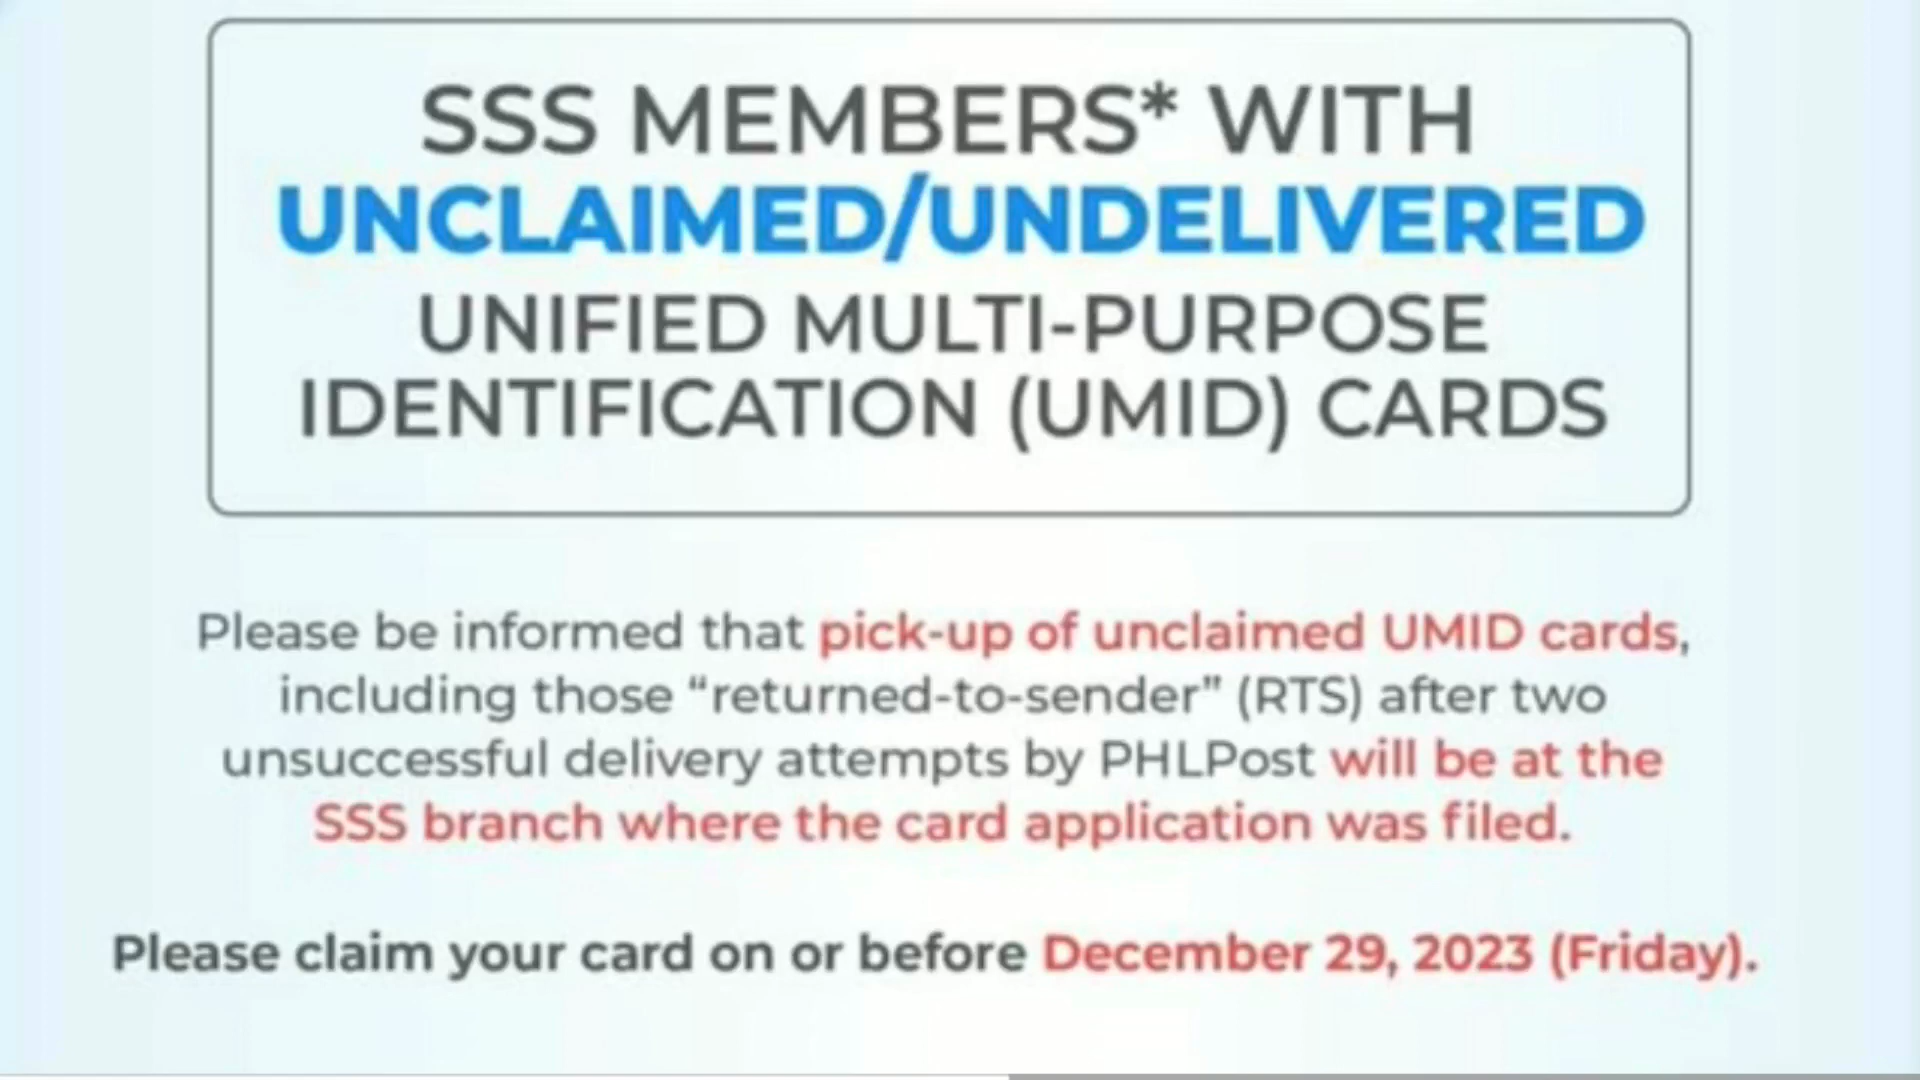 SSS MEMBERS* WITH
UNCLAIMED/UNDELIVERED
UNIFIED MULTI-PURPOSE
IDENTIFICATION (UMID) CARDS
Please be informed that pick-up of unclaimed UMID cards,
including those “returned-to-sender” (RTS) after two
unsuccessful delivery attempts by PHLPost will be at the
SSS branch where the card application was filed.
Please claim your card on or before December 29, 2023 (Friday).